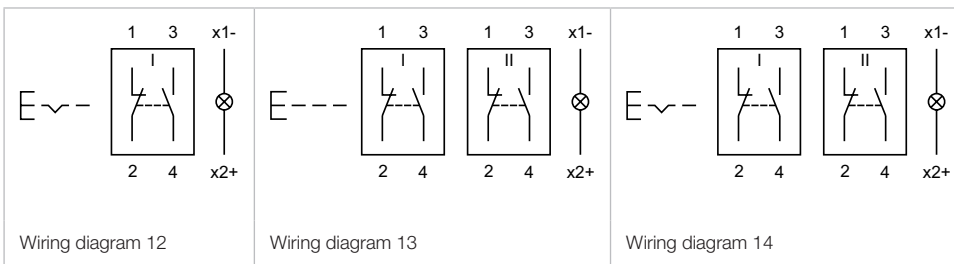 1 3 x1-
I
2 4 x2+
Wiring diagram 12
1 3 1 3 x1-
I II
2 4 2 4 x2+
Wiring diagram 13
1 3 1 3 x1-
I II
2 4 2 4 x2+
Wiring diagram 14